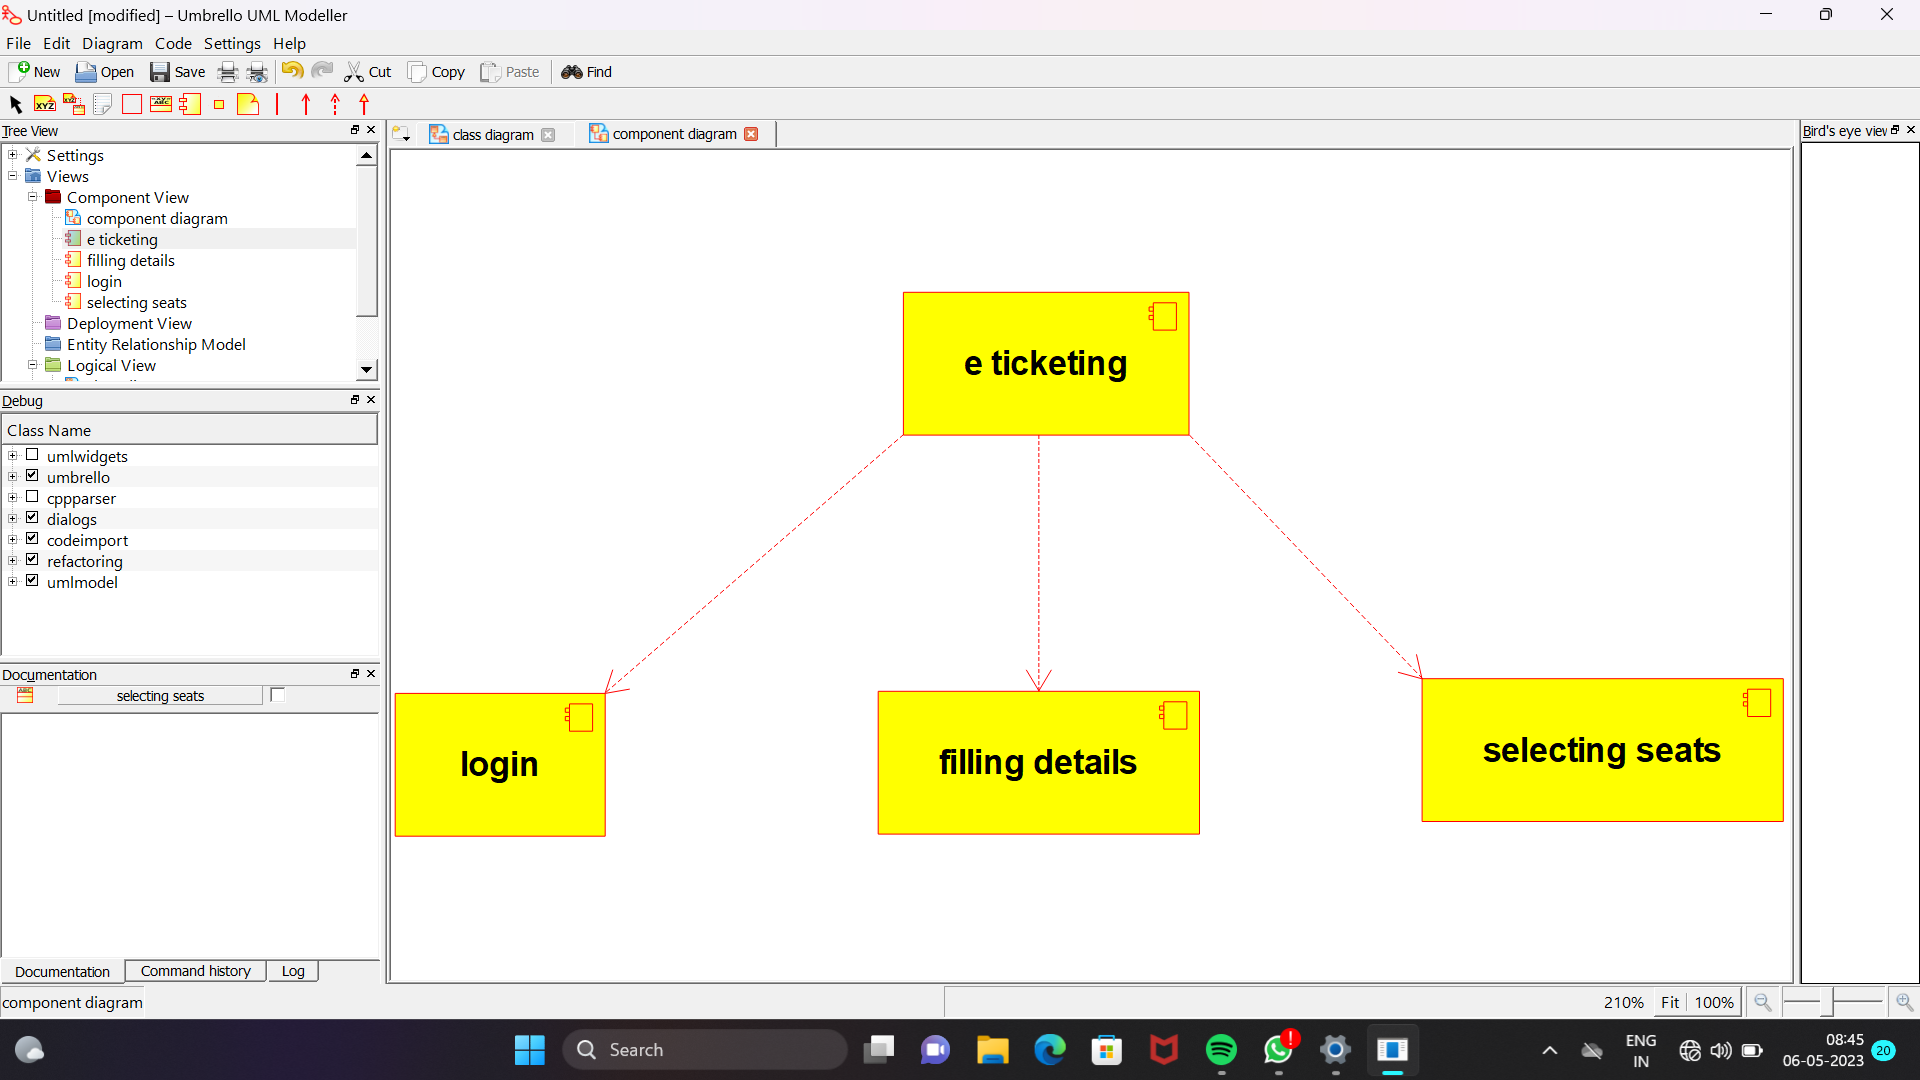 Untitled [modified] – Umbrello UML Modeller
File Edit Diagram Code Settings Help
New Open Save Cut Copy Paste Find
Tree View
Settings
Views
Component View
component diagram
e ticketing
filling details
login
selecting seats
Deployment View
Entity Relationship Model
Logical View
Debug
Class Name
umlwidgets
umbrello
cppparser
dialogs
codeimport
refactoring
umlmodel
Documentation
selecting seats
Documentation Command history Log
component diagram
class diagram component diagram
e ticketing
login
filling details
selecting seats
Bird's eye view
210% Fit 100%
Search
ENG
IN
08:45
06-05-2023
20